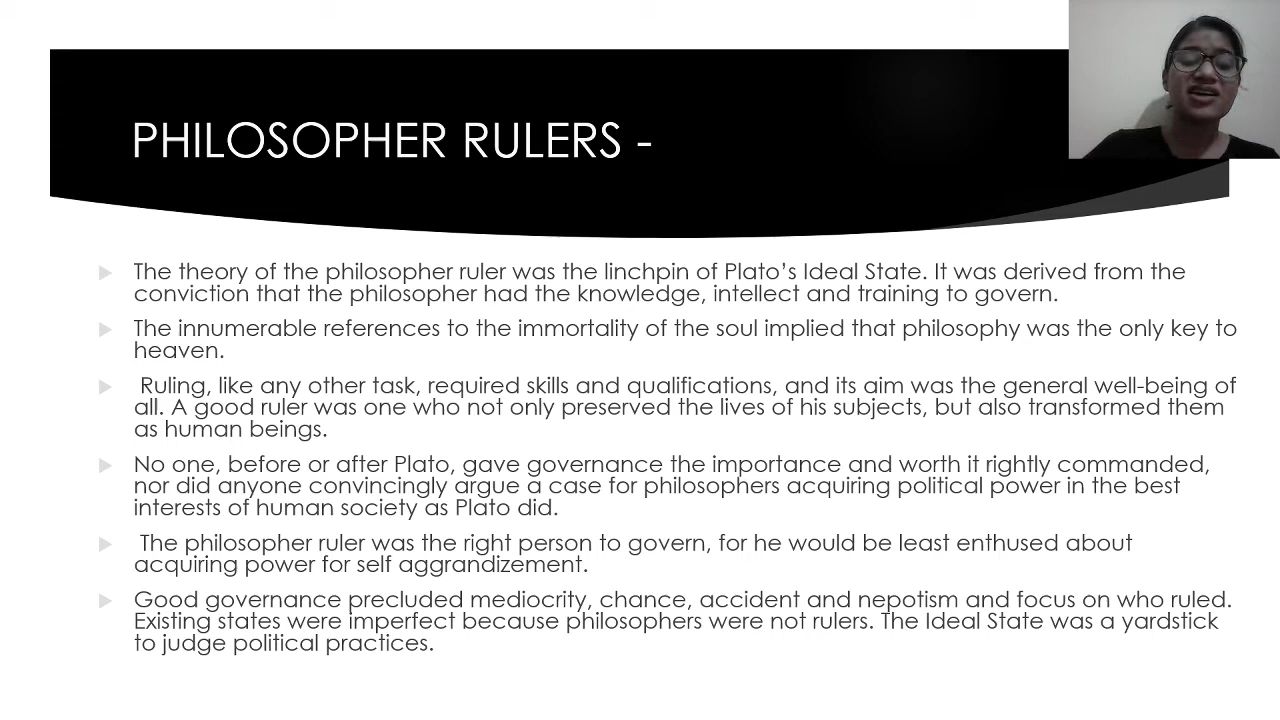 PHILOSOPHER RULERS -
The theory of the philosopher ruler was the linchpin of Plato’s Ideal State. It was derived from the
conviction that the philosopher had the knowledge, intellect and training to govern.
The innumerable references to the immortality of the soul implied that philosophy was the only key to
heaven.
Ruling, like any other task, required skills and qualifications, and its aim was the general well-being of
all. A good ruler was one who not only preserved the lives of his subjects, but also transformed them
as human beings.
No one, before or after Plato, gave governance the importance and worth it rightly commanded,
nor did anyone convincingly argue a case for philosophers acquiring political power in the best
interests of human society as Plato did.
The philosopher ruler was the right person to govern, for he would be least enthused about
acquiring power for self aggrandizement.
Good governance precluded mediocrity, chance, accident and nepotism and focus on who ruled.
Existing states were imperfect because philosophers were not rulers. The Ideal State was a yardstick
to judge political practices.